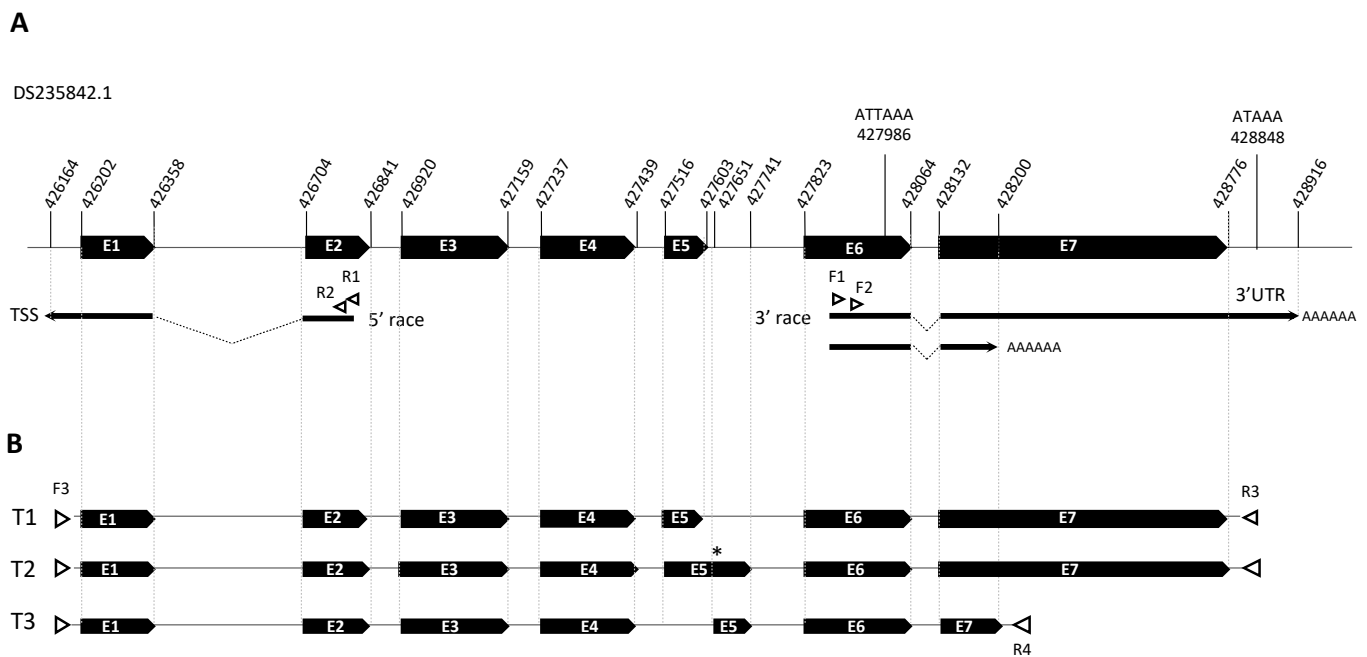 A
DS235842.1
ATTAAA
427986
ATAAA
428848
426164
426202
426358
426704
426841
426920
427159
427237
427439
427516
427603
427651
427741
427823
428064
428132
428200
428776
428916
E1 E2 E3 E4 E5 E6 E7
R1
R2
F1
F2
TSS
5' race
3' race
3'UTR
AAAAAA
AAAAAA
B
F3
R3
T1 E1 E2 E3 E4 E5 E6 E7
*
T2 E1 E2 E3 E4 E5 E6 E7
T3 E1 E2 E3 E4 E5 E6 E7
R4